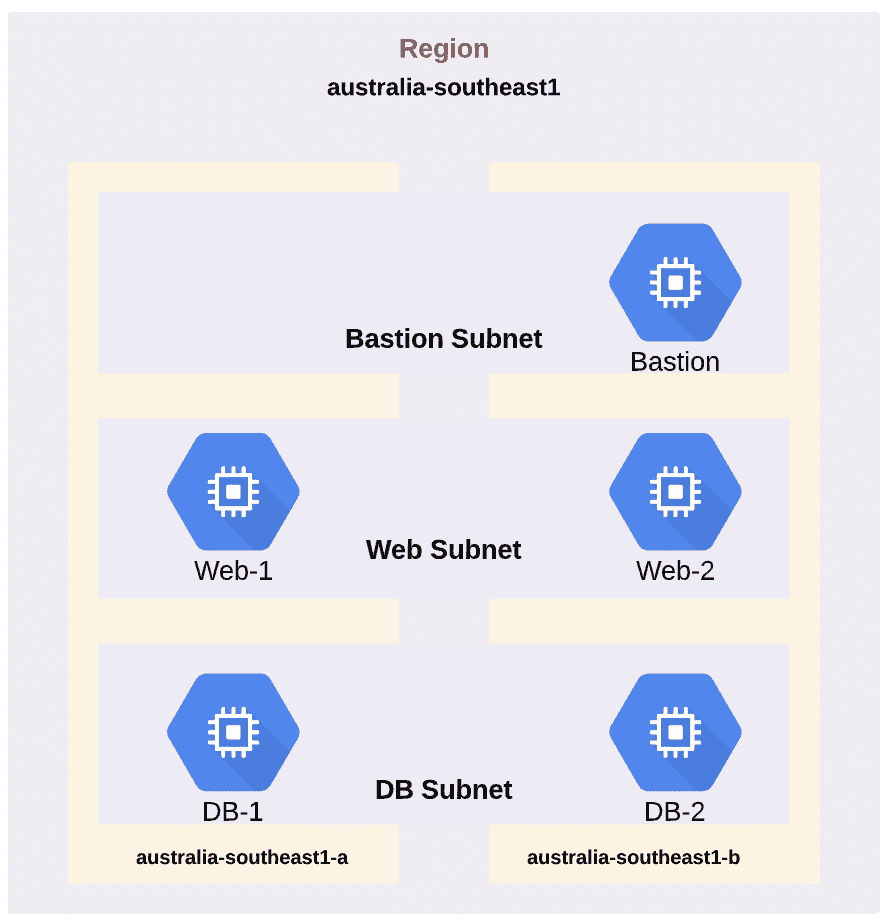 Region
australia-southeast1
Bastion Subnet
Bastion
Web Subnet
Web-1
Web-2
DB Subnet
DB-1
DB-2
australia-southeast1-a
australia-southeast1-b